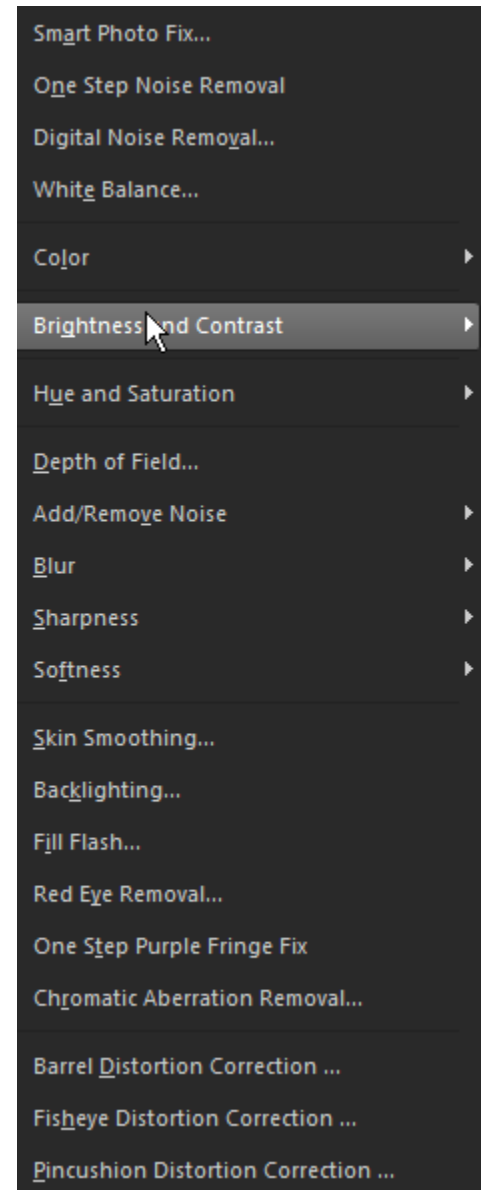 Smart Photo Fix...
One Step Noise Removal
Digital Noise Removal...
White Balance...
Color
Brightness and Contrast
Hue and Saturation
Depth of Field...
Add/Remove Noise
Blur
Sharpness
Softness
Skin Smoothing...
Backlighting...
Fill Flash...
Red Eye Removal...
One Step Purple Fringe Fix
Chromatic Aberration Removal...
Barrel Distortion Correction ...
Fisheye Distortion Correction ...
Pincushion Distortion Correction ...